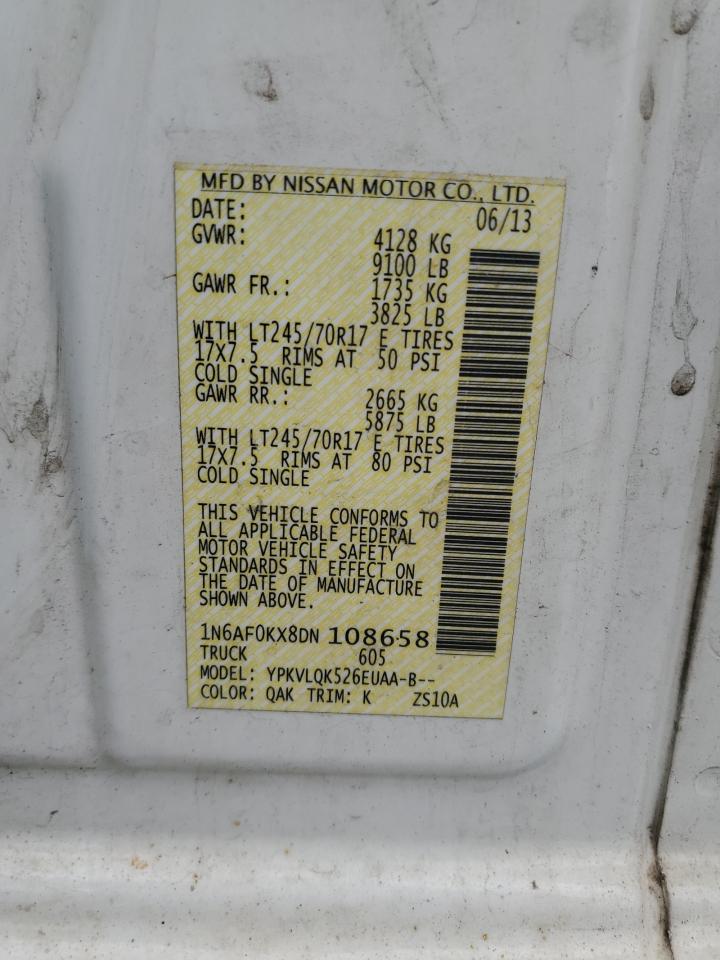 MFD BY NISSAN MOTOR CO., LTD.
DATE: 06/13
GVWR: 4128 KG
9100 LB
GAWR FR.: 1735 KG
3825 LB
WITH LT245/70R17 E TIRES
17X7.5 RIMS AT 50 PSI
COLD SINGLE
GAWR RR.: 2665 KG
5875 LB
WITH LT245/70R17 E TIRES
17X7.5 RIMS AT 80 PSI
COLD SINGLE
THIS VEHICLE CONFORMS TO
ALL APPLICABLE FEDERAL
MOTOR VEHICLE SAFETY
STANDARDS IN EFFECT ON
THE DATE OF MANUFACTURE
SHOWN ABOVE.
1N6AF0KX8DN 108658
TRUCK 605
MODEL: YPKVLQK526EUAA-B--
COLOR: QAK TRIM: K ZS10A